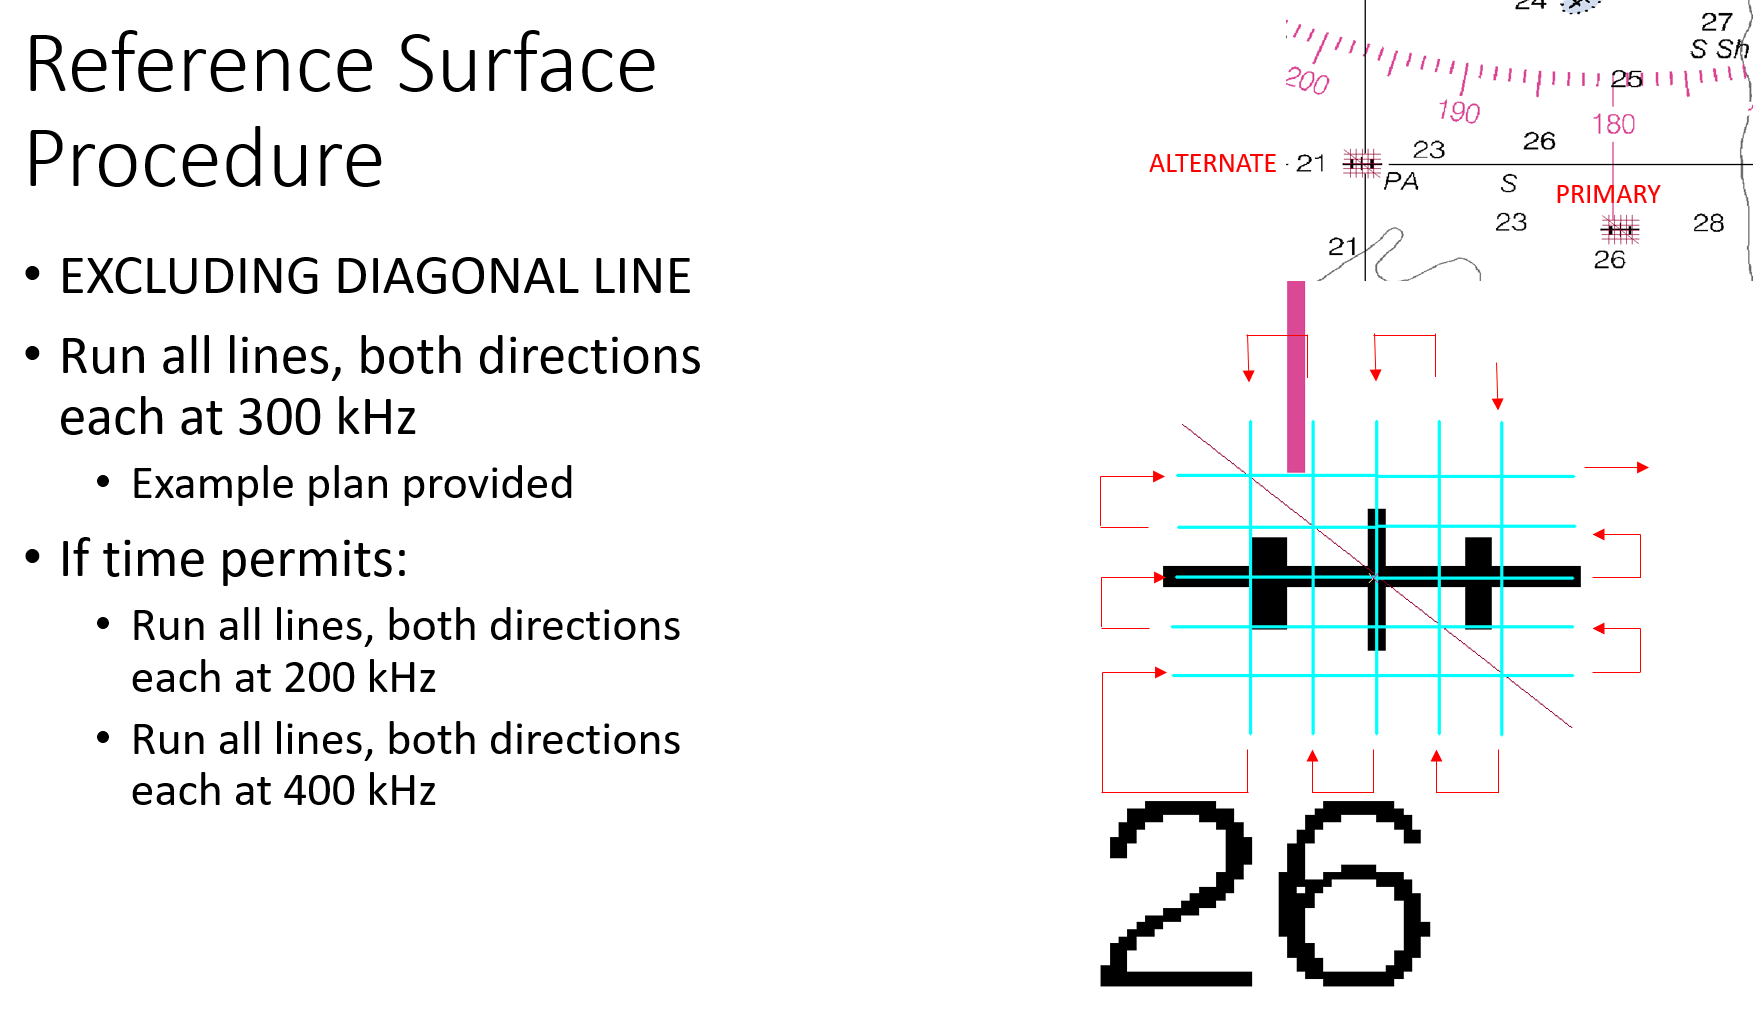 Reference Surface
Procedure
• EXCLUDING DIAGONAL LINE
• Run all lines, both directions
each at 300 kHz
• Example plan provided
• If time permits:
• Run all lines, both directions
each at 200 kHz
• Run all lines, both directions
each at 400 kHz
24
27
S Sh
25
200
190
180
26
23
ALTERNATE
21
PA
S
PRIMARY
23
28
21
26
26